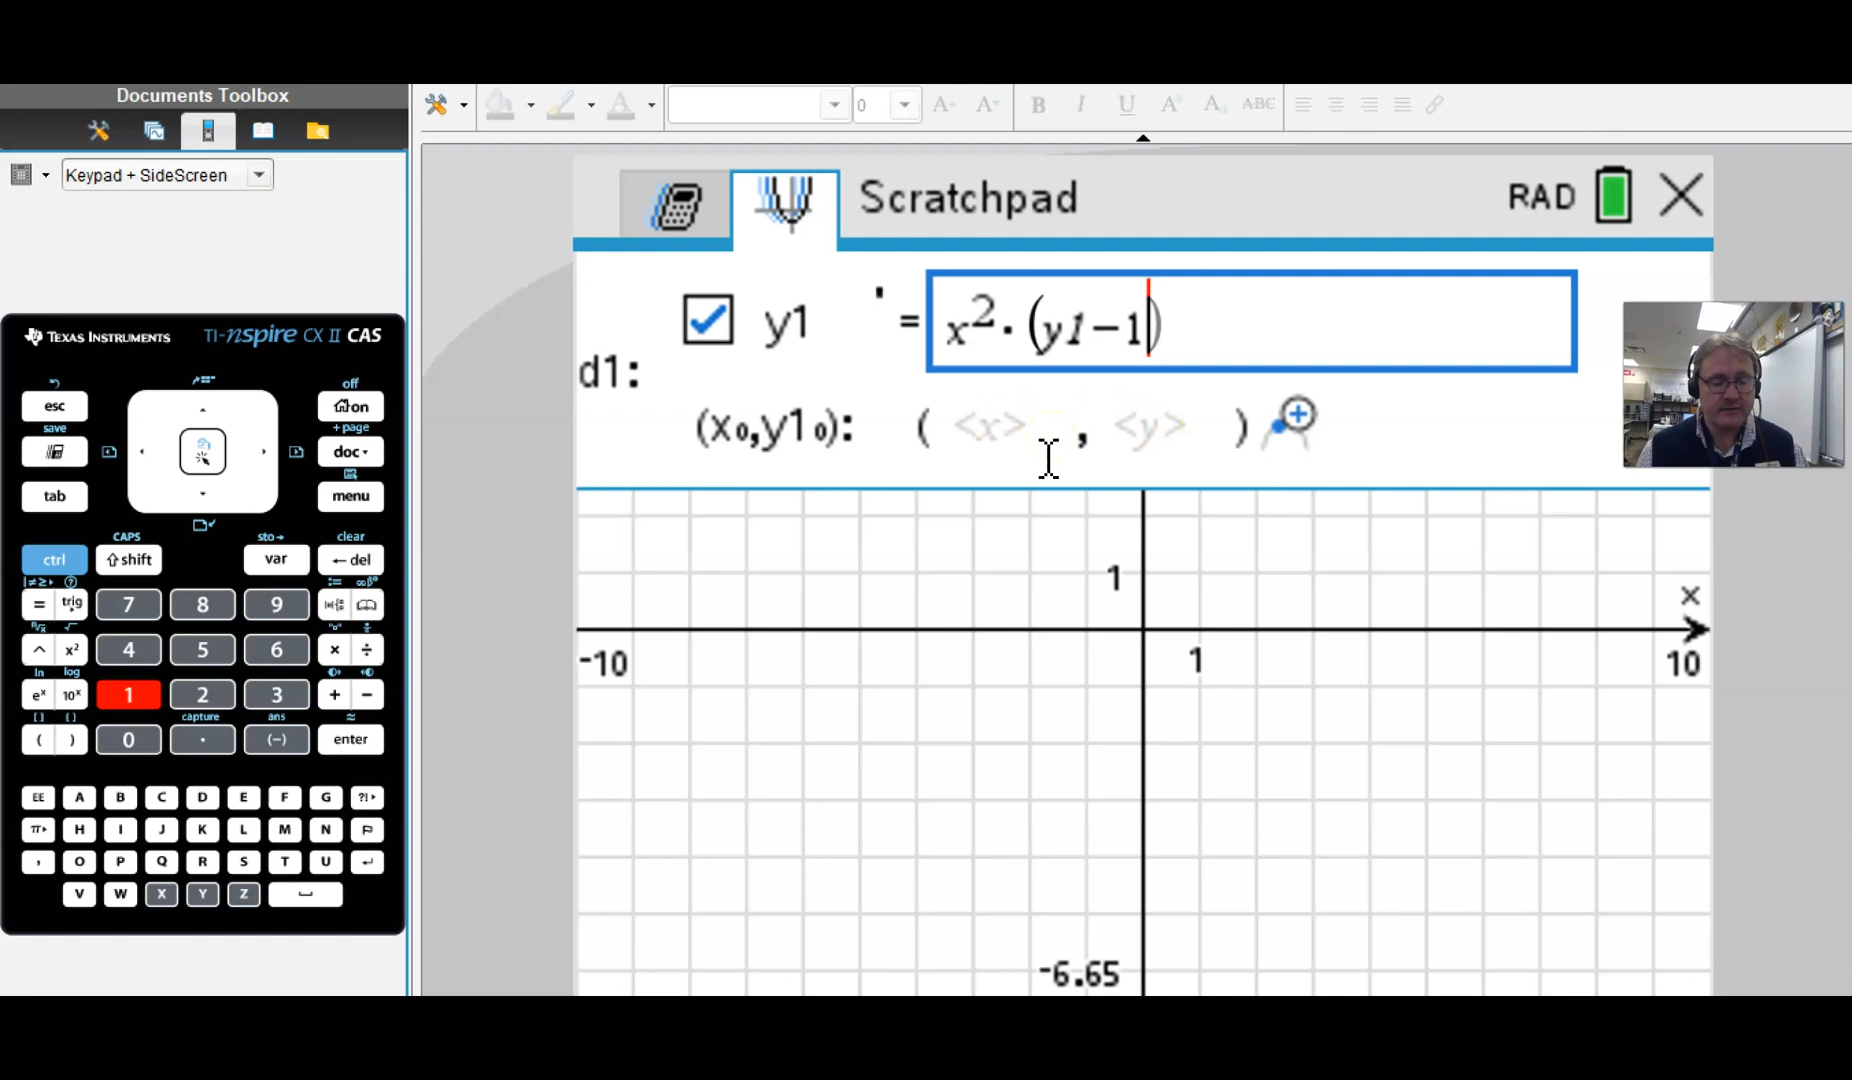 Documents Toolbox
Keypad + SideScreen
0
B I U A A ABC
Scratchpad
RAD
y1 ' = x²·(y1−1)
d1:
(x₀,y1₀): ( <x> , <y> )
1
x
-10
1
10
-6.65
TEXAS INSTRUMENTS TI-nspire CX II CAS
off
esc
on
save
+ page
doc
tab
menu
CAPS sto→ clear
ctrl shift var ← del
= trig 7 8 9
^ x² 4 5 6 × ÷
ln log
eˣ 10ˣ 1 2 3 + −
[] [] capture ans ≈
( ) 0 . (−) enter
EE A B C D E F G ?!▸
π▸ H I J K L M N
, O P Q R S T U ↵
V W X Y Z